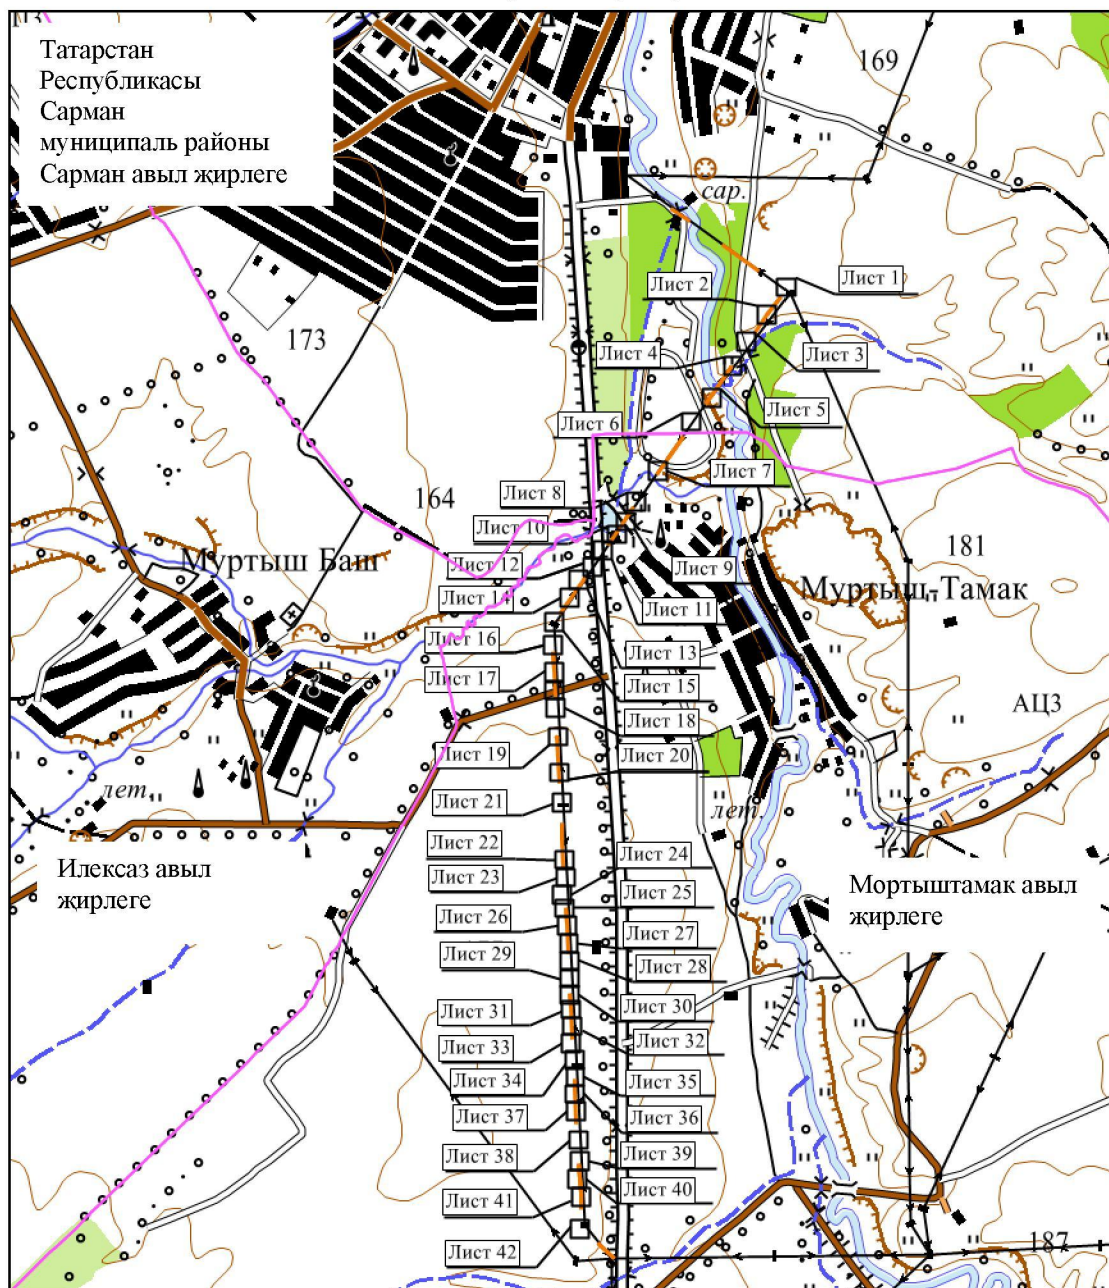 Татарстан
Республикасы
Сарман
муниципаль районы
Сарман авыл җирлеге
169
сар.
Лист 1
Лист 2
173
Лист 4
Лист 3
Лист 5
Лист 6
Лист 7
164
Лист 8
Лист 10
181
Муртыш Баш
Лист 12
Лист 9
Муртыш-Тамак
Лист 14
Лист 11
Лист 16
Лист 13
Лист 17
Лист 15
АЦЗ
Лист 18
Лист 19
Лист 20
лет.
Лист 21
лет.
Лист 22
Лист 24
Илексаз авыл
җирлеге
Лист 23
Лист 25
Мортыштамак авыл
җирлеге
Лист 26
Лист 27
Лист 29
Лист 28
Лист 30
Лист 31
Лист 32
Лист 33
Лист 34
Лист 35
Лист 37
Лист 36
Лист 38
Лист 39
Лист 40
Лист 41
Лист 42
187